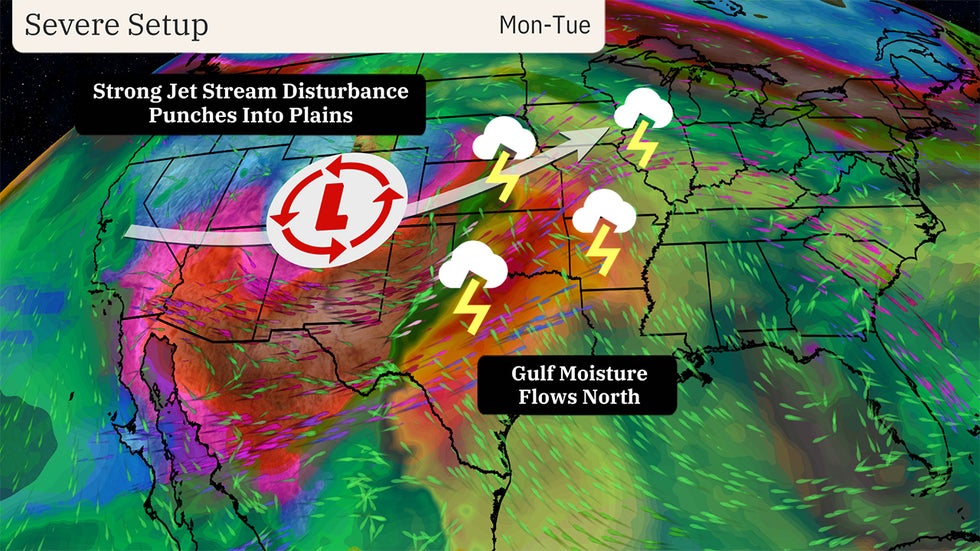 Severe Setup
Mon-Tue
Strong Jet Stream Disturbance
Punches Into Plains
L
Gulf Moisture
Flows North